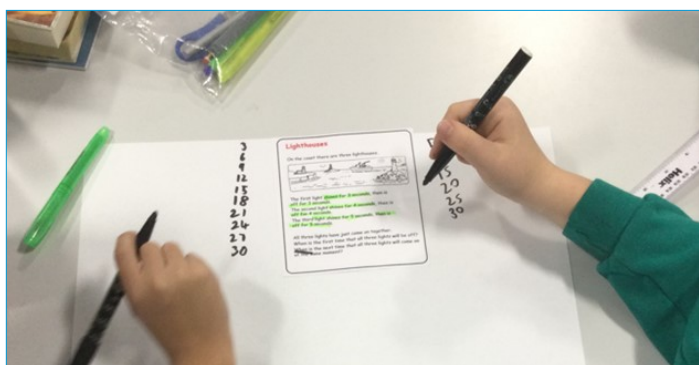 3
6
9
12
15
18
21
24
27
30
Lighthouses
On the coast there are three lighthouses.
The first light shines for 3 seconds, then is
off for 3 seconds.
The second light shines for 4 seconds, then is
off for 4 seconds.
The third light shines for 5 seconds, then is
off for 5 seconds.
All three lights have just come on together.
When is the first time that all three lights will be off?
When is the next time that all three lights will come on
at the same moment?
15
20
25
30
Helix